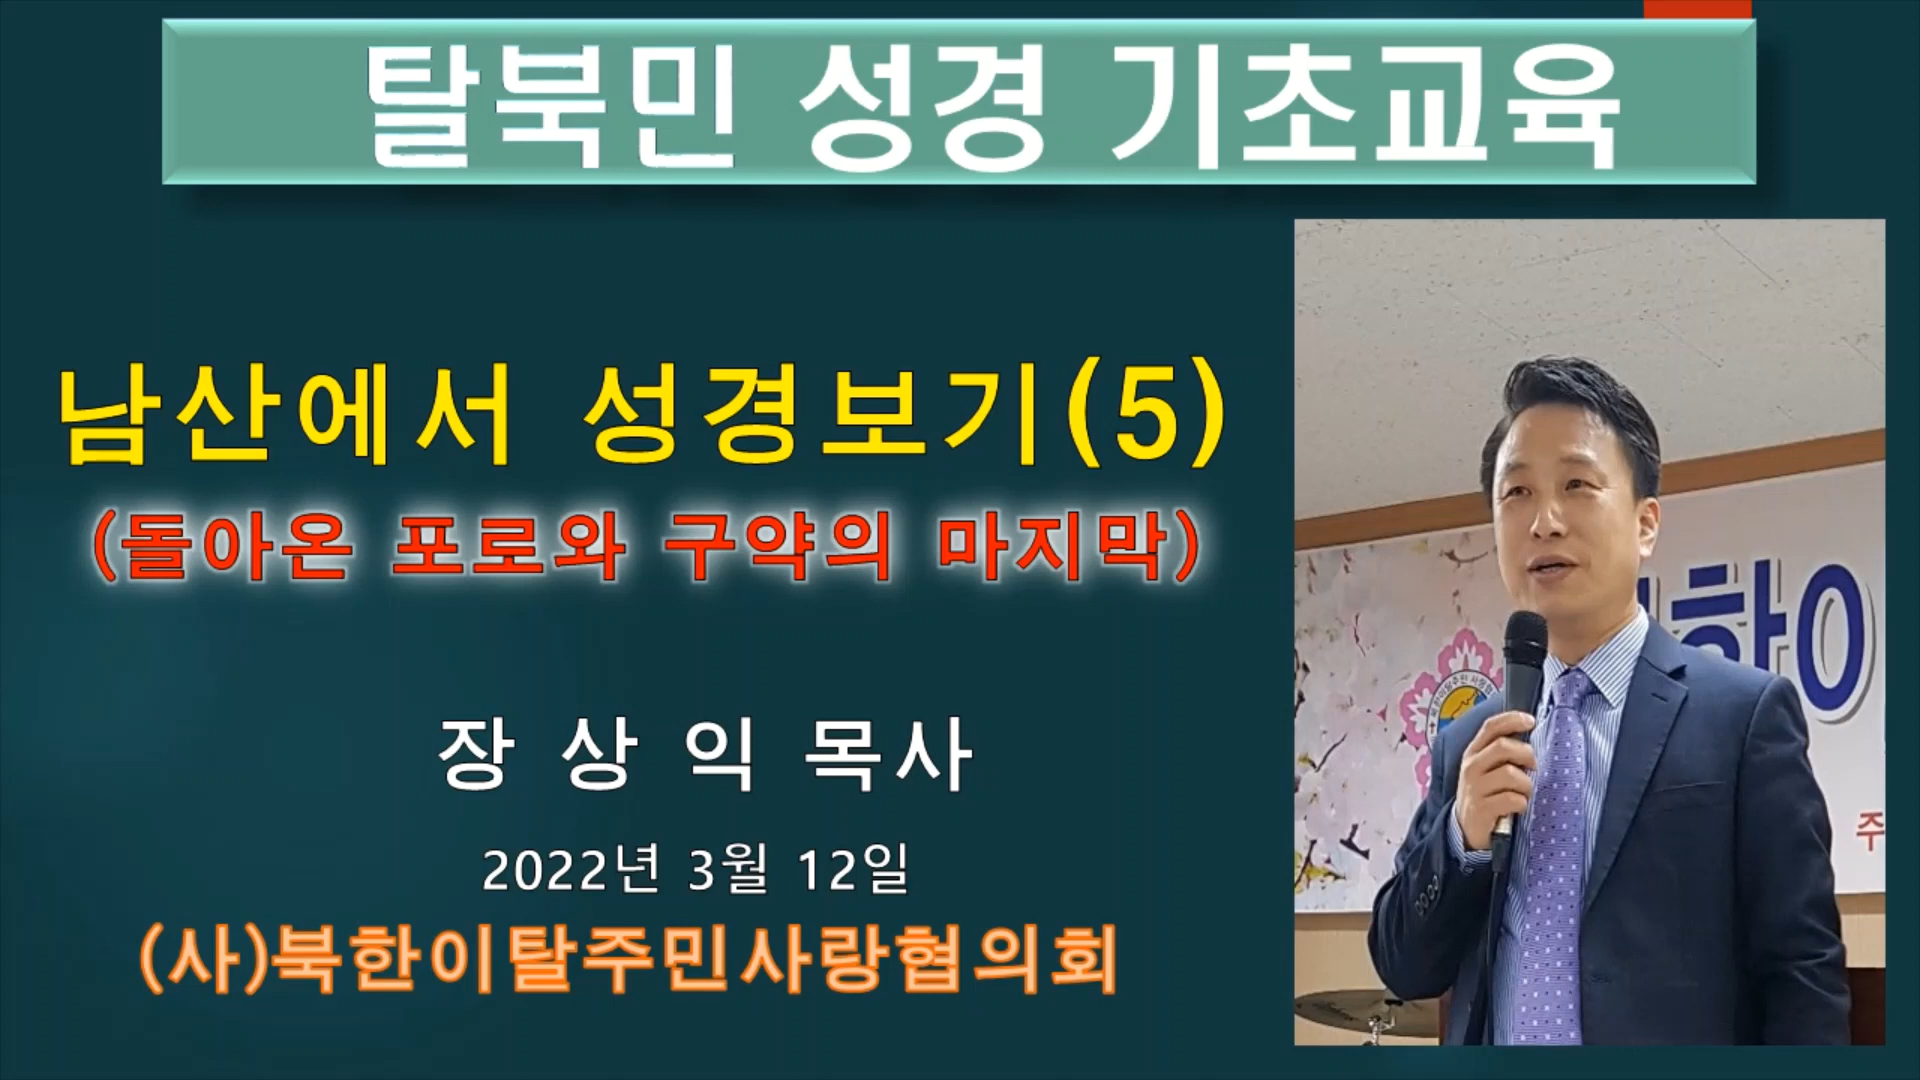 탈북민 성경 기초교육
남산에서 성경보기(5)
(돌아온 포로와 구약의 마지막)
장 상 익 목사
2022년 3월 12일
(사)북한이탈주민사랑협의회